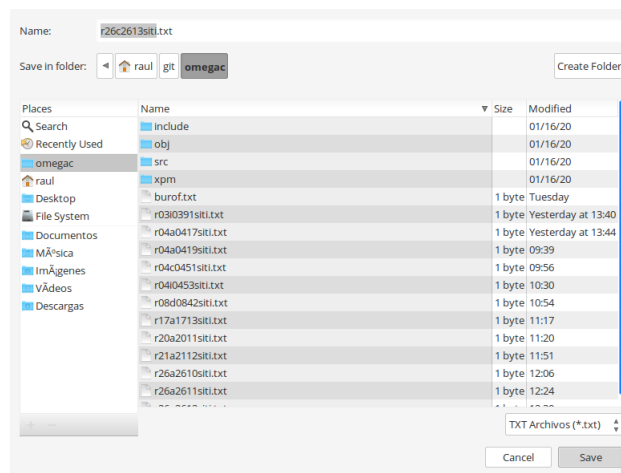 Name: r26c2613siti.txt
Save in folder: raul git omegac Create Folder
Places Name Size Modified
Search include 01/16/20
Recently Used obj 01/16/20
omegac src 01/16/20
raul xpm 01/16/20
Desktop burof.txt 1 byte Tuesday
File System r03i0391siti.txt 1 byte Yesterday at 13:40
Documentos r04a0417siti.txt 1 byte Yesterday at 13:44
MÃºsica r04a0419siti.txt 1 byte 09:39
ImÃ¡genes r04c0451siti.txt 1 byte 09:56
VÃ­deos r04i0453siti.txt 1 byte 10:30
Descargas r08d0842siti.txt 1 byte 10:54
r17a1713siti.txt 1 byte 11:17
r20a2011siti.txt 1 byte 11:20
r21a2112siti.txt 1 byte 11:51
r26a2610siti.txt 1 byte 12:06
r26a2611siti.txt 1 byte 12:24
TXT Archivos (*.txt)
Cancel Save